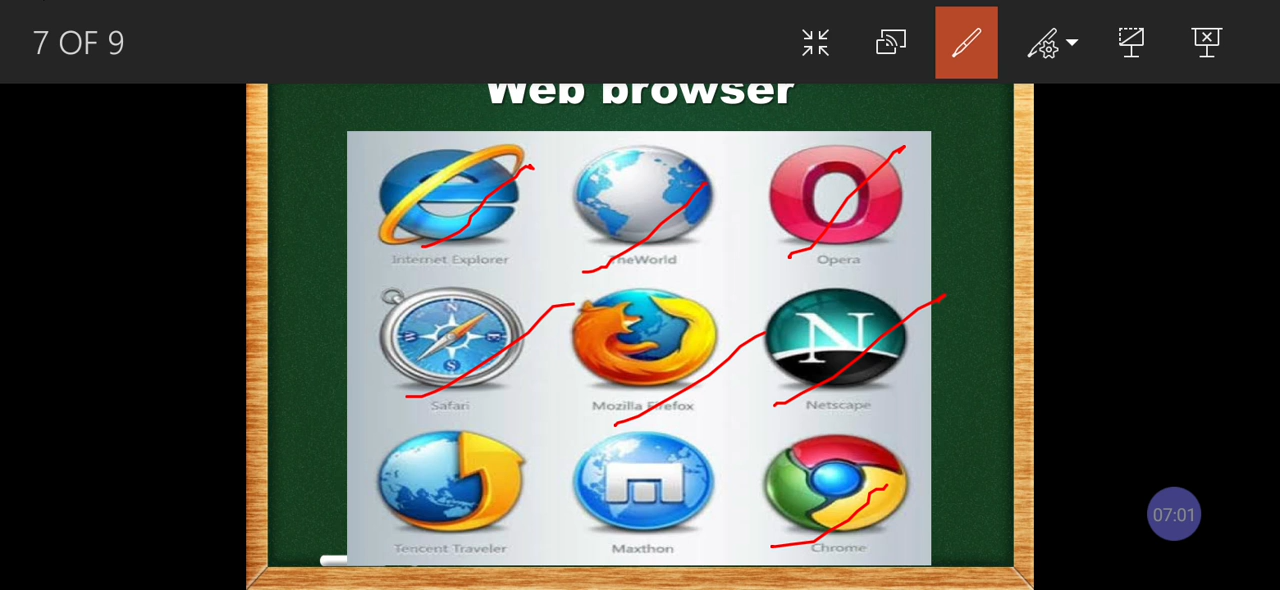 7 OF 9
Web browser
Internet Explorer TheWorld Opera
N
W E
S
N
Safari Mozilla Firefox Netscape
Tencent Traveler Maxthon Chrome
07:01